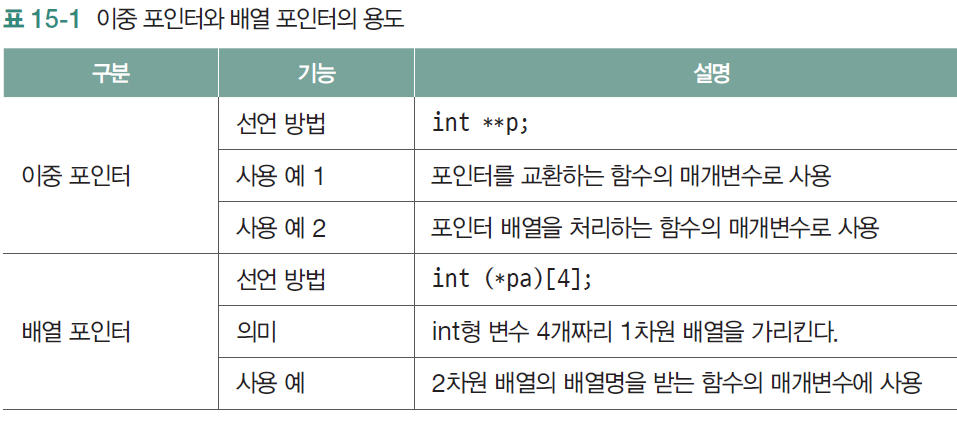 표 15-1 이중 포인터와 배열 포인터의 용도
구분 기능 설명
이중 포인터
선언 방법 int **p;
사용 예 1 포인터를 교환하는 함수의 매개변수로 사용
사용 예 2 포인터 배열을 처리하는 함수의 매개변수로 사용
배열 포인터
선언 방법 int (*pa)[4];
의미 int형 변수 4개짜리 1차원 배열을 가리킨다.
사용 예 2차원 배열의 배열명을 받는 함수의 매개변수에 사용